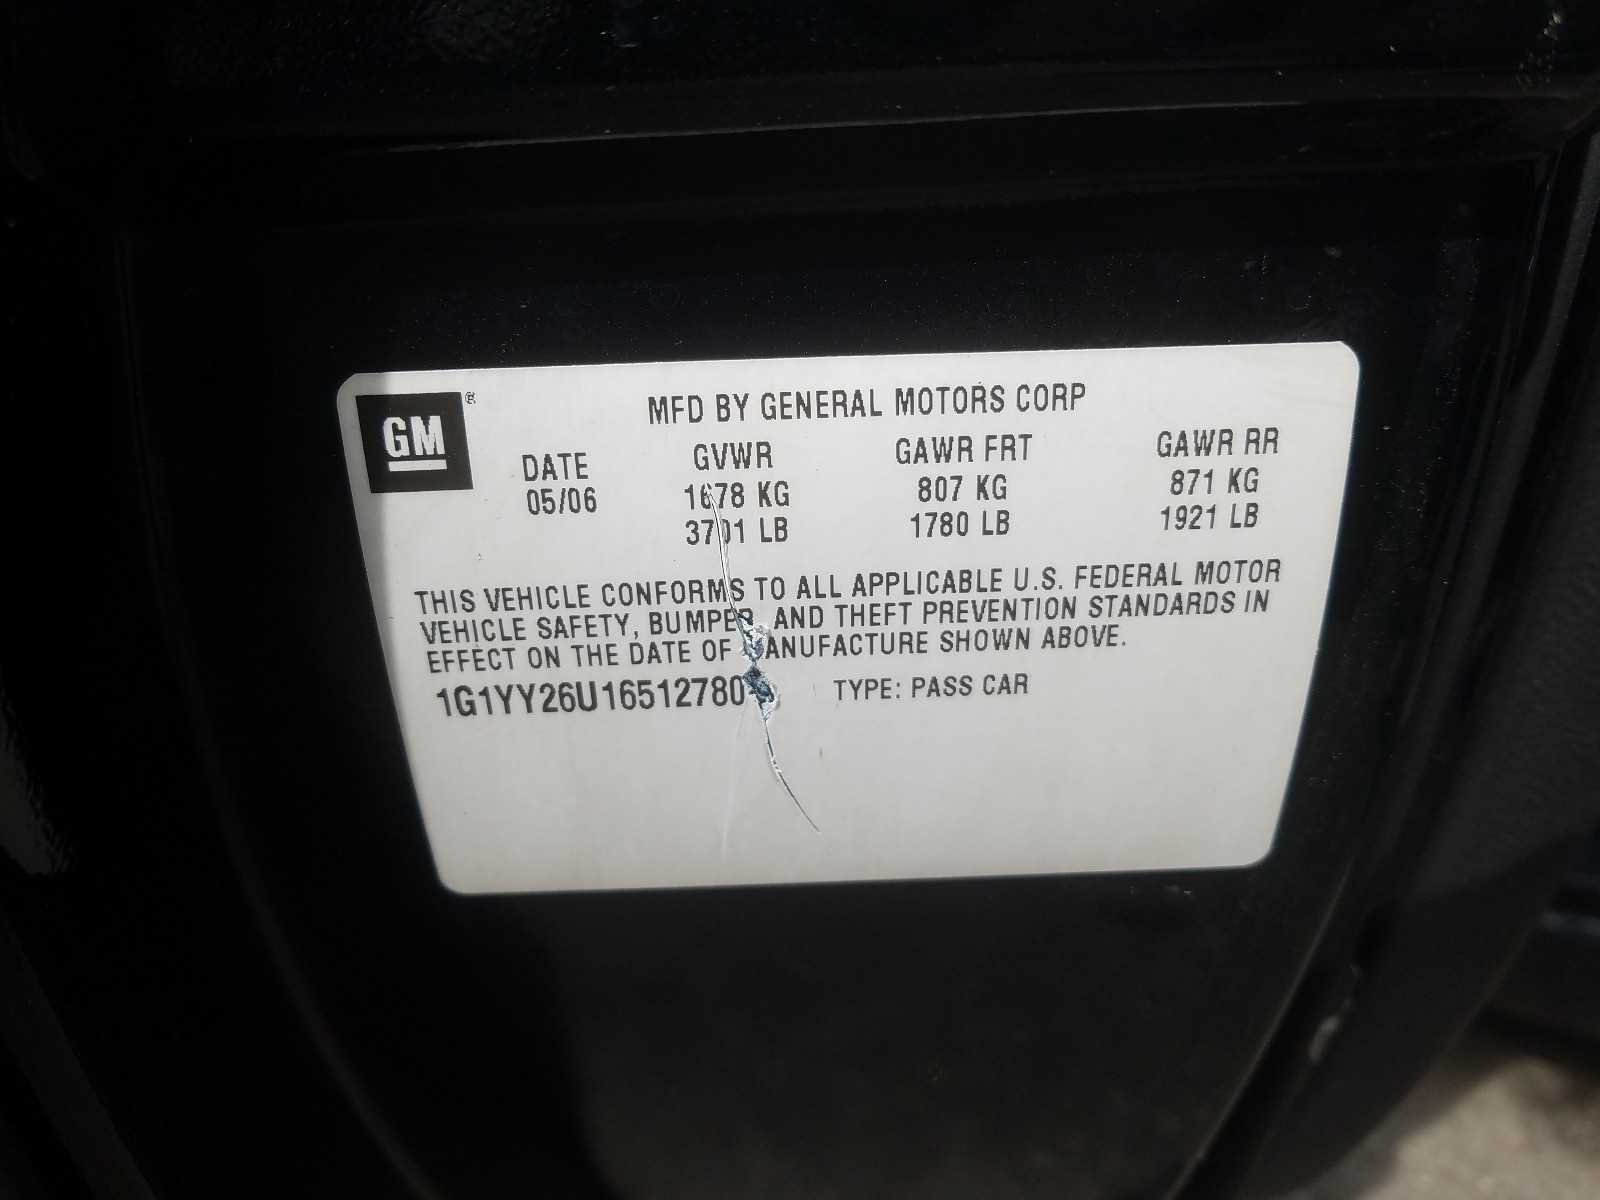 GM ®
MFD BY GENERAL MOTORS CORP
DATE GVWR GAWR FRT GAWR RR
05/06 1678 KG 807 KG 871 KG
3701 LB 1780 LB 1921 LB
THIS VEHICLE CONFORMS TO ALL APPLICABLE U.S. FEDERAL MOTOR
VEHICLE SAFETY, BUMPER, AND THEFT PREVENTION STANDARDS IN
EFFECT ON THE DATE OF MANUFACTURE SHOWN ABOVE.
TYPE: PASS CAR